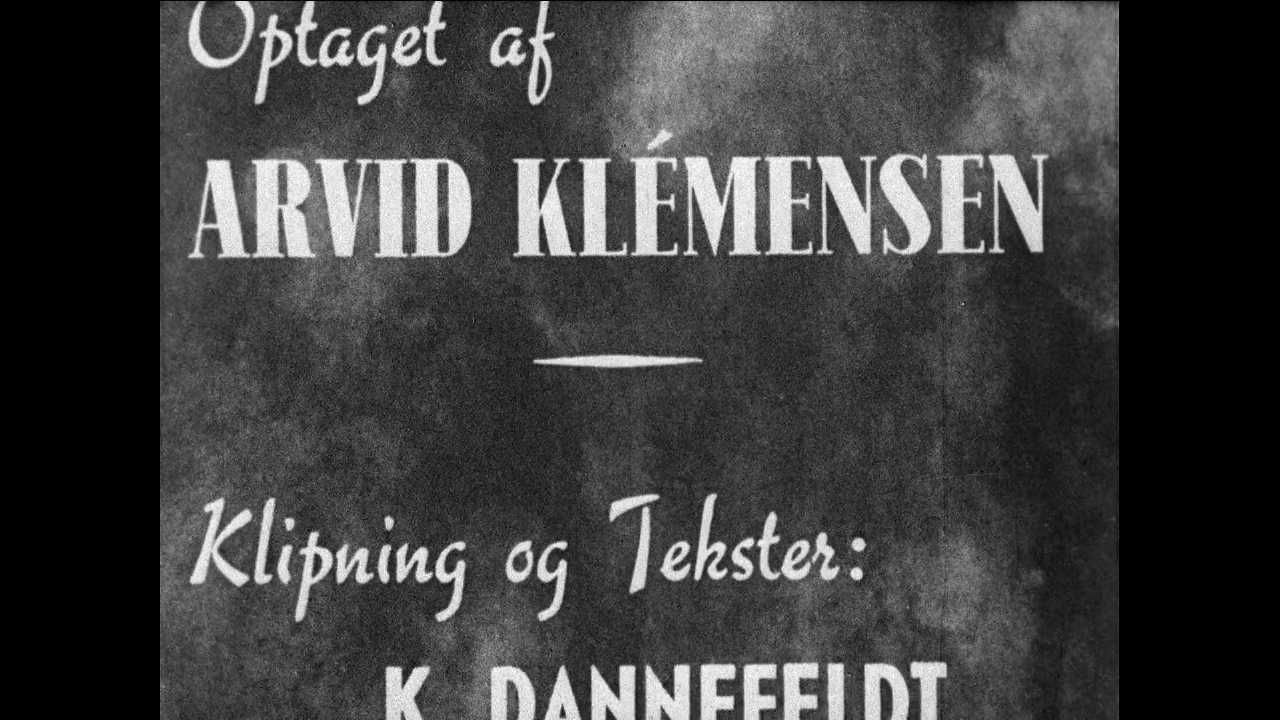 Optaget af
ARVID KLÉMENSEN
Klipning og Tekster:
K. DANNEFELDT